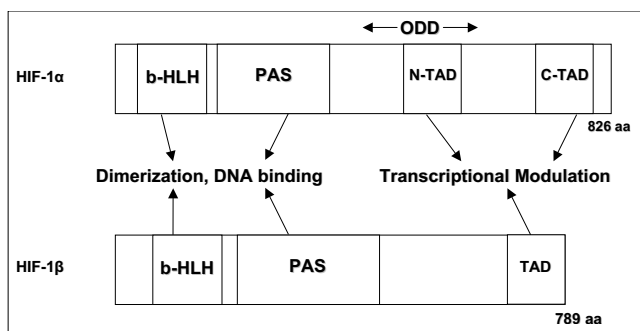 ODD
HIF-1α b-HLH PAS N-TAD C-TAD
826 aa
Dimerization, DNA binding Transcriptional Modulation
HIF-1β b-HLH PAS TAD
789 aa